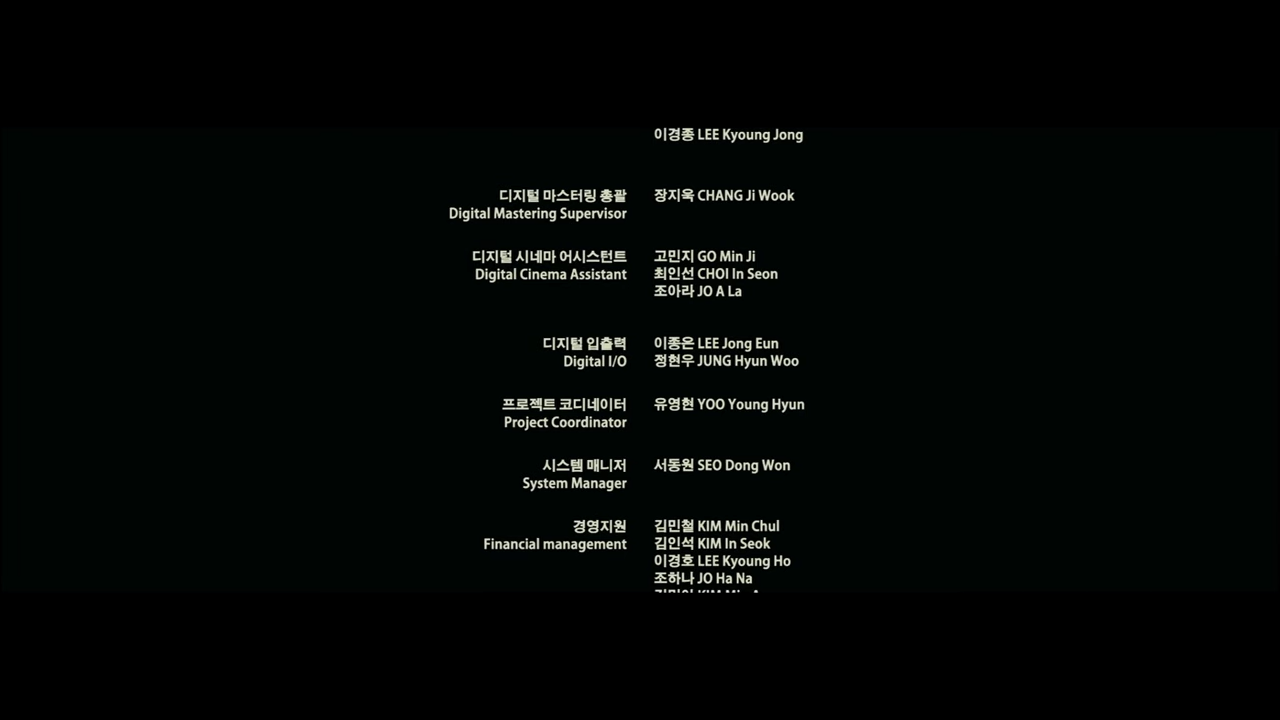 이경종 LEE Kyoung Jong
디지털 마스터링 총괄 장지욱 CHANG Ji Wook
Digital Mastering Supervisor
디지털 시네마 어시스턴트 고민지 GO Min Ji
Digital Cinema Assistant 최인선 CHOI In Seon
조아라 JO A La
디지털 입출력 이종은 LEE Jong Eun
Digital I/O 정현우 JUNG Hyun Woo
프로젝트 코디네이터 유영현 YOO Young Hyun
Project Coordinator
시스템 매니저 서동원 SEO Dong Won
System Manager
경영지원 김민철 KIM Min Chul
Financial management 김인석 KIM In Seok
이경호 LEE Kyoung Ho
조하나 JO Ha Na